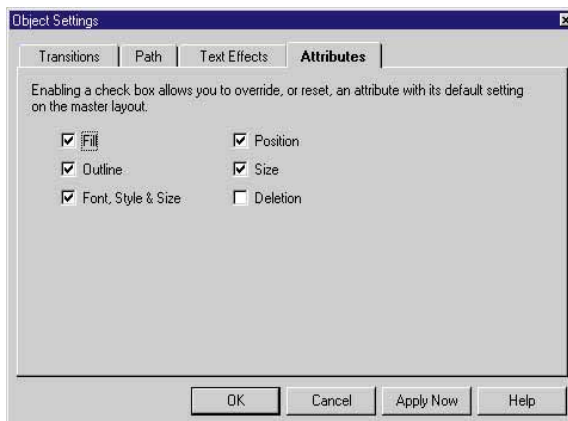 Object Settings
Transitions Path Text Effects Attributes
Enabling a check box allows you to override, or reset, an attribute with its default setting
on the master layout.
Fill Position
Outline Size
Font, Style & Size Deletion
OK Cancel Apply Now Help